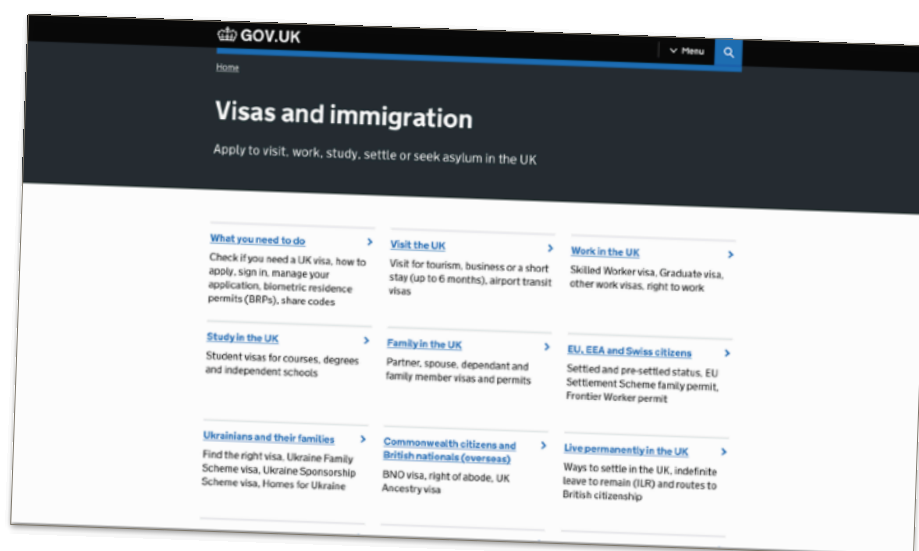 GOV.UK
Menu
Home
Visas and immigration
Apply to visit, work, study, settle or seek asylum in the UK
What you need to do
Check if you need a UK visa, how to
apply, sign in, manage your
application, biometric residence
permits (BRPs), share codes
Visit the UK
Visit for tourism, business or a short
stay (up to 6 months), airport transit
visas
Work in the UK
Skilled Worker visa, Graduate visa,
other work visas, right to work
Study in the UK
Student visas for courses, degrees
and independent schools
Family in the UK
Partner, spouse, dependant and
family member visas and permits
EU, EEA and Swiss citizens
Settled and pre-settled status, EU
Settlement Scheme family permit,
Frontier Worker permit
Ukrainians and their families
Find the right visa, Ukraine Family
Scheme visa, Ukraine Sponsorship
Scheme visa, Homes for Ukraine
Commonwealth citizens and
British nationals (overseas)
BNO visa, right of abode, UK
Ancestry visa
Live permanently in the UK
Ways to settle in the UK, indefinite
leave to remain (ILR) and routes to
British citizenship